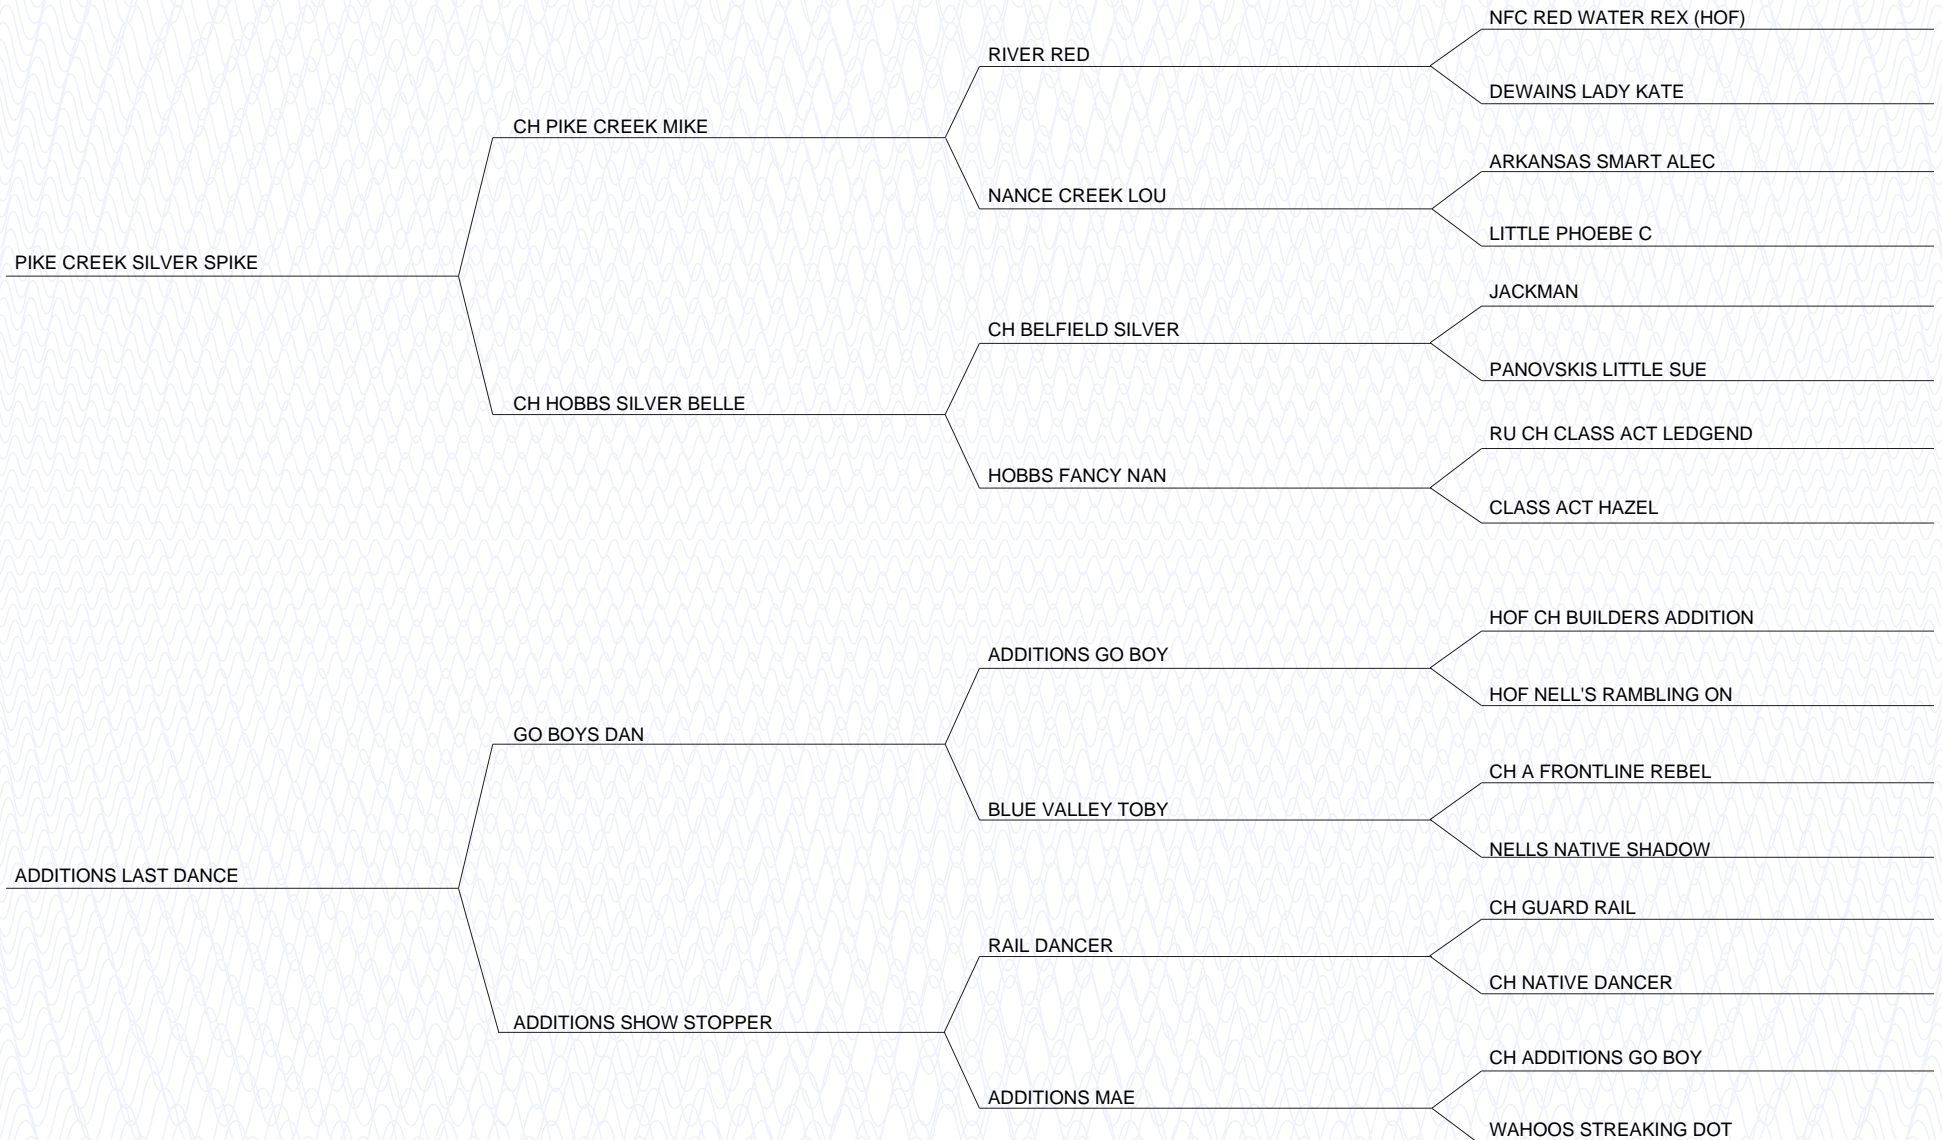 NFC RED WATER REX (HOF)
RIVER RED
DEWAINS LADY KATE
CH PIKE CREEK MIKE
ARKANSAS SMART ALEC
NANCE CREEK LOU
LITTLE PHOEBE C
PIKE CREEK SILVER SPIKE
JACKMAN
CH BELFIELD SILVER
PANOVSKIS LITTLE SUE
CH HOBBS SILVER BELLE
RU CH CLASS ACT LEDGEND
HOBBS FANCY NAN
CLASS ACT HAZEL
HOF CH BUILDERS ADDITION
ADDITIONS GO BOY
HOF NELL'S RAMBLING ON
GO BOYS DAN
CH A FRONTLINE REBEL
BLUE VALLEY TOBY
NELLS NATIVE SHADOW
ADDITIONS LAST DANCE
CH GUARD RAIL
RAIL DANCER
CH NATIVE DANCER
ADDITIONS SHOW STOPPER
CH ADDITIONS GO BOY
ADDITIONS MAE
WAHOOS STREAKING DOT